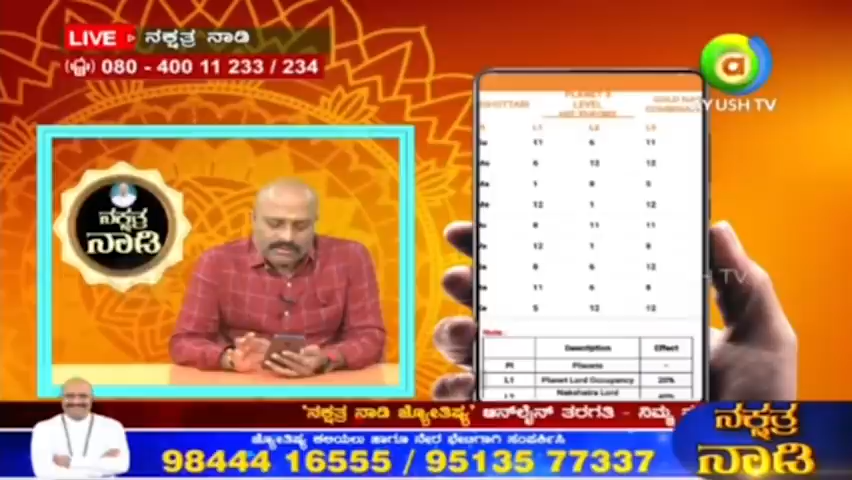 LIVE ನಕ್ಷತ್ರ ನಾಡಿ
080 - 400 11 233 / 234
a
AYUSH TV
PLANET'S
LEVEL
L1 L2 L3
11 6 11
6 12 12
1 8 5
12 1 12
8 11 11
12 1 8
8 6 12
11 6 8
5 12 12
Note:
Description Effect
Pl Planets -
L1 Planet Lord Occupancy 20%
Nakshatra Lord
ನಕ್ಷತ್ರ
ನಾಡಿ
'ನಕ್ಷತ್ರ ನಾಡಿ ಜ್ಯೋತಿಷ್ಯ' ಆನ್‌ಲೈನ್ ತರಗತಿ - ನಿಮ್ಮ
ಜ್ಯೋತಿಷ್ಯ ಕಲಿಯಲು ಹಾಗೂ ನೇರ ಭೇಟಿಗಾಗಿ ಸಂಪರ್ಕಿಸಿ
98444 16555 / 95135 77337
ನಕ್ಷತ್ರ
ನಾಡಿ